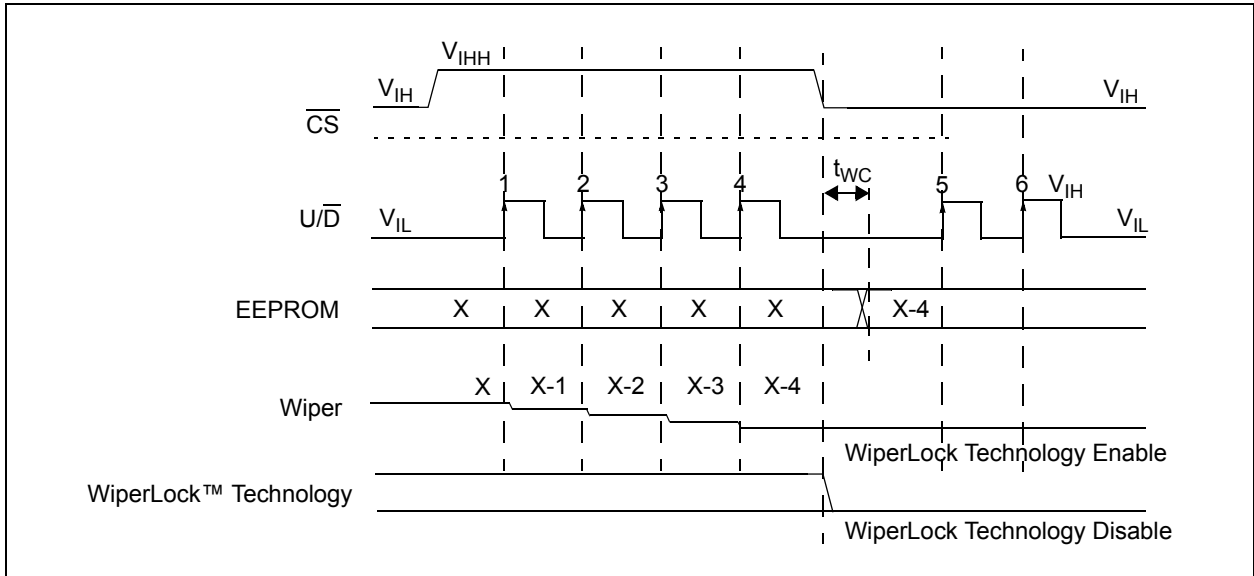 V_IHH
V_IH V_IH
C̅S̅
t_WC
1 2 3 4 5 6 V_IH
U/D̅ V_IL V_IL
EEPROM X X X X X X-4
X X-1 X-2 X-3 X-4
Wiper
WiperLock Technology Enable
WiperLock™ Technology
WiperLock Technology Disable